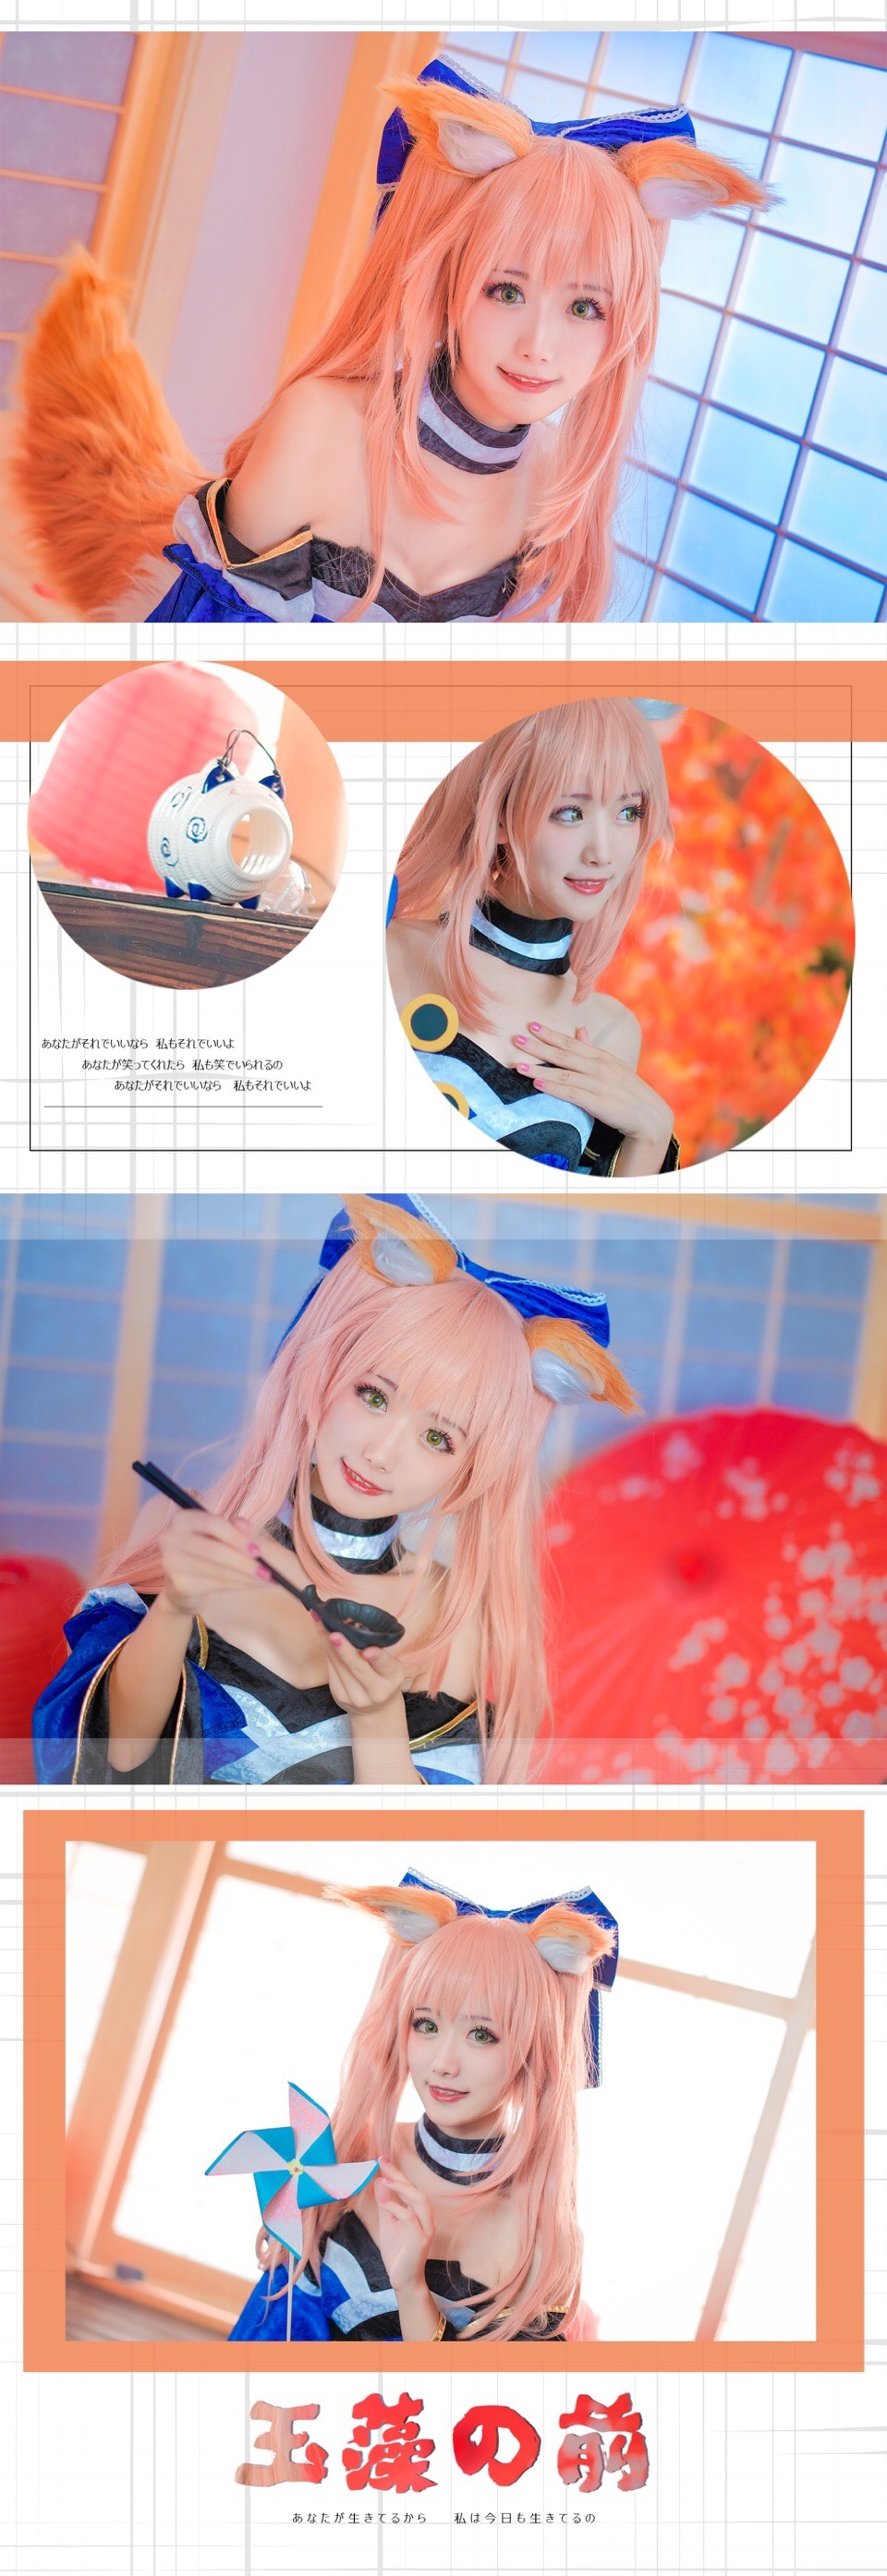 あなたがそれでいいなら 私もそれでいいよ
あなたが笑ってくれたら 私も笑でいられるの
あなたがそれでいいなら 私もそれでいいよ
玉藻の前
あなたが生きてるから 私は今日も生きてるの